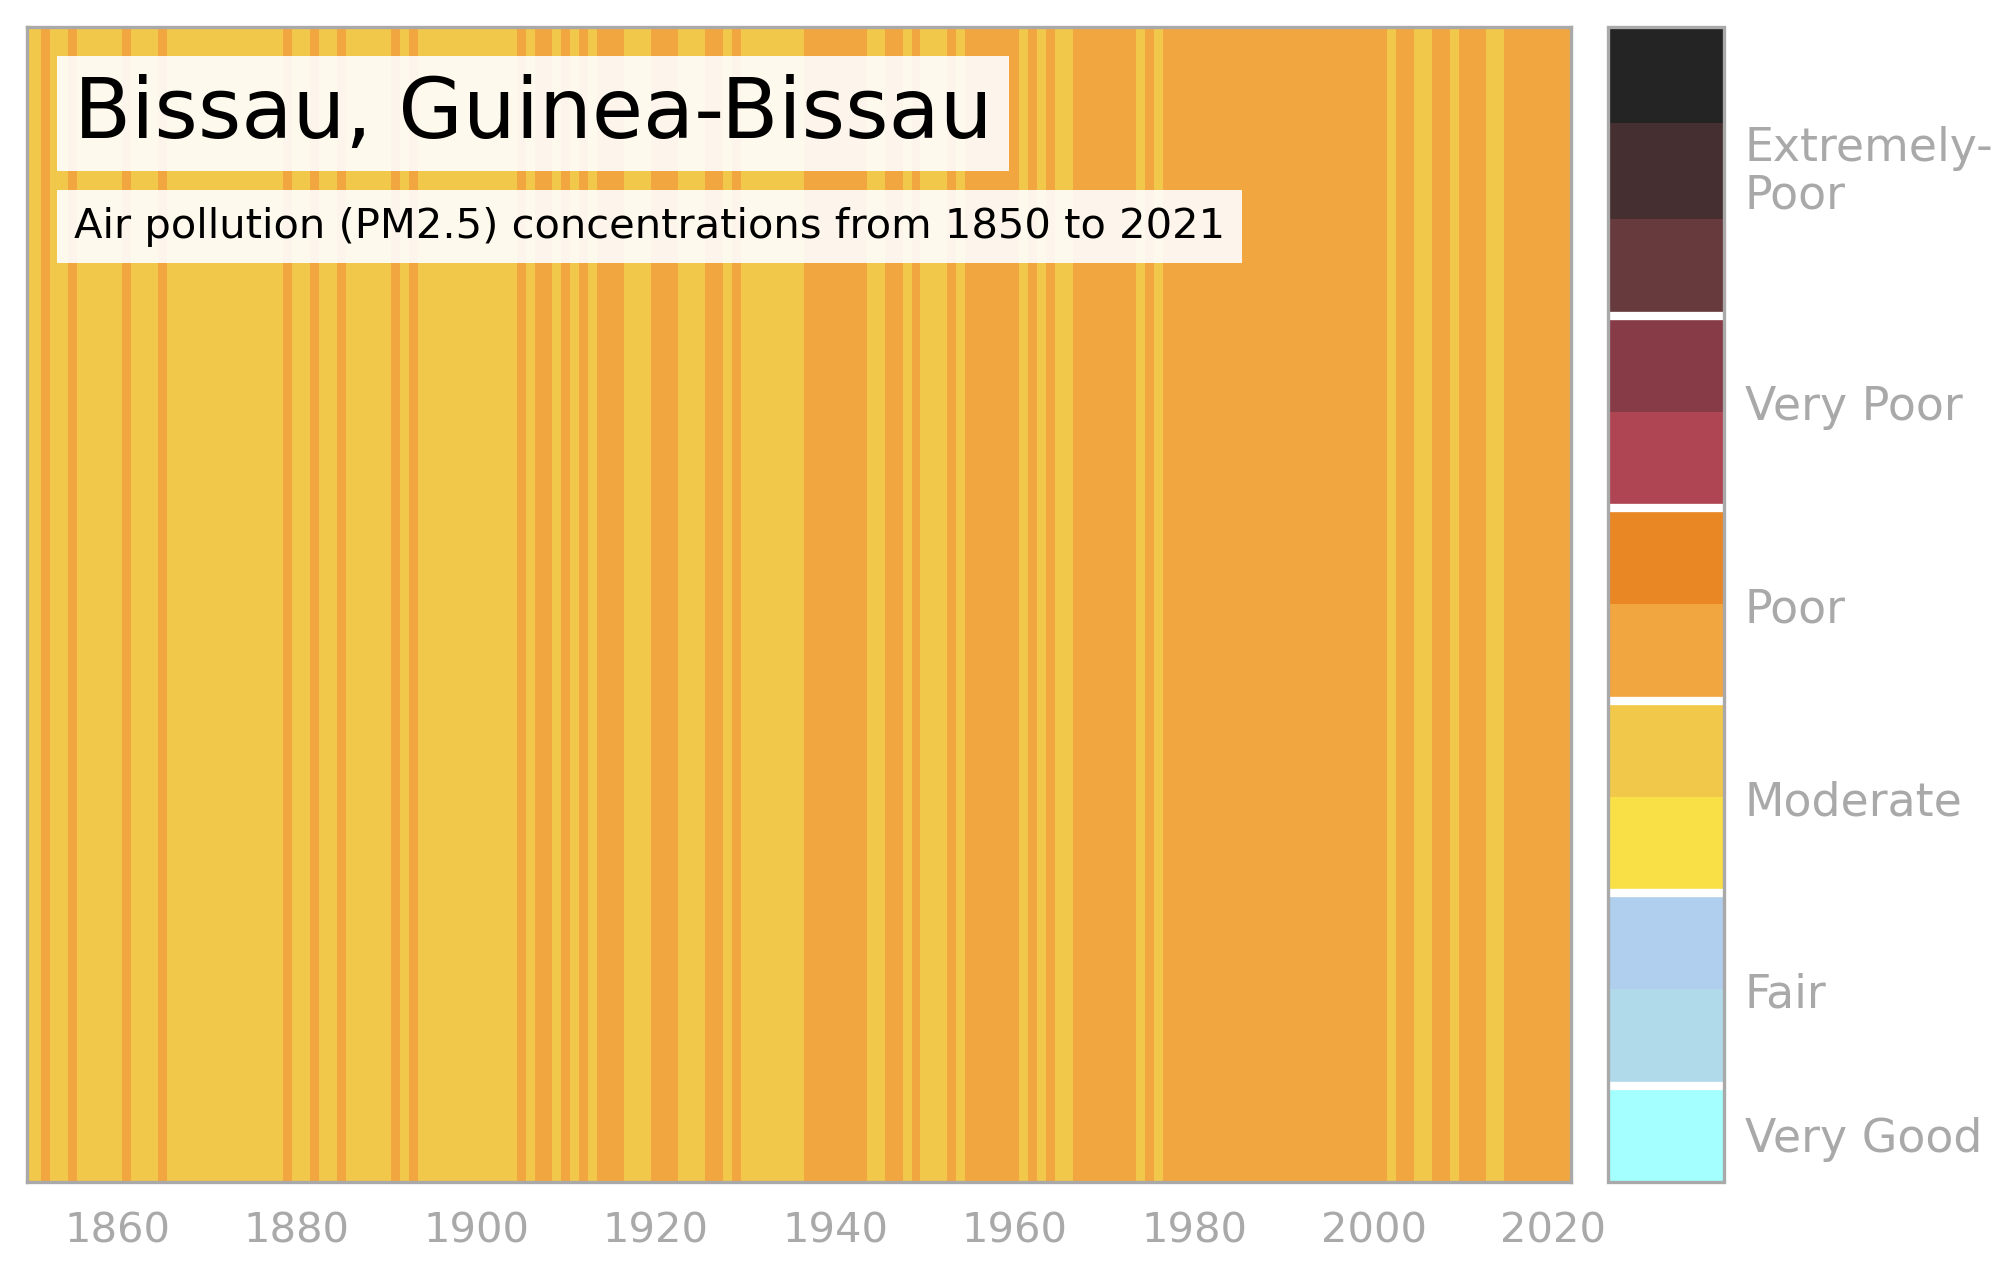 Bissau, Guinea-Bissau
Air pollution (PM2.5) concentrations from 1850 to 2021
Extremely-
Poor
Very Poor
Poor
Moderate
Fair
Very Good
1860 1880 1900 1920 1940 1960 1980 2000 2020